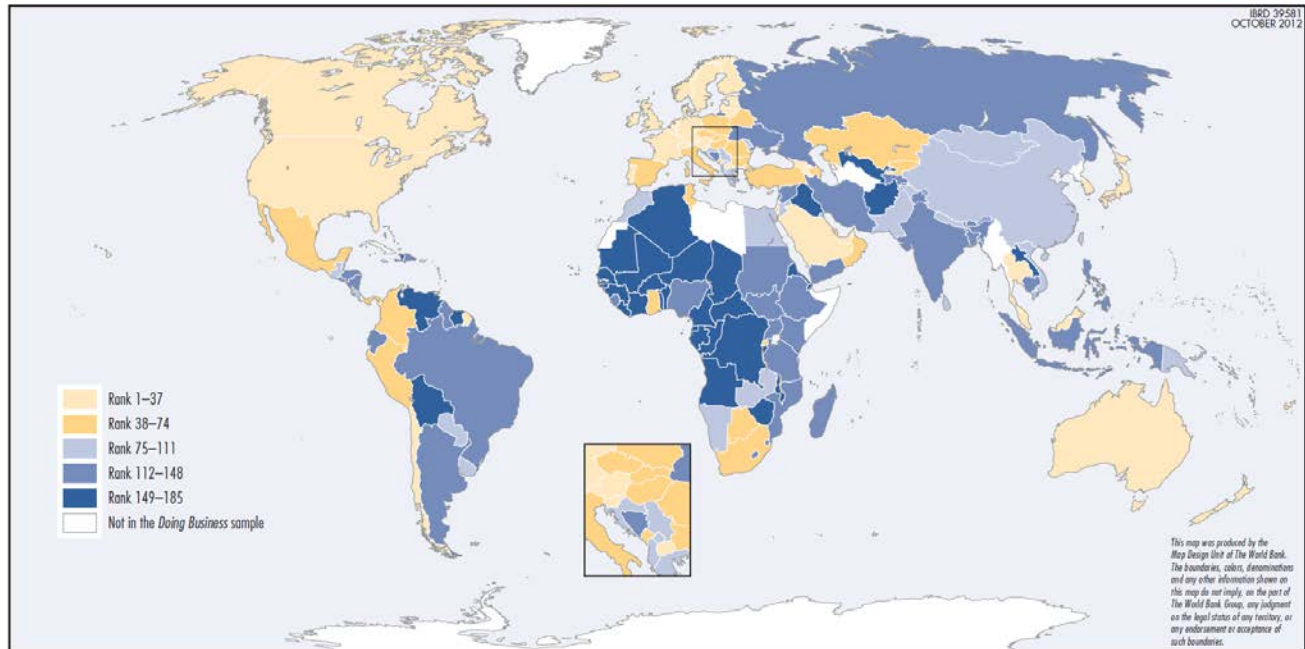 IBRD 39581
OCTOBER 2012
Rank 1–37
Rank 38–74
Rank 75–111
Rank 112–148
Rank 149–185
Not in the Doing Business sample
This map was produced by the
Map Design Unit of The World Bank.
The boundaries, colors, denominations
and any other information shown on
this map do not imply, on the part of
The World Bank Group, any judgment
on the legal status of any territory, or
any endorsement or acceptance of
such boundaries.